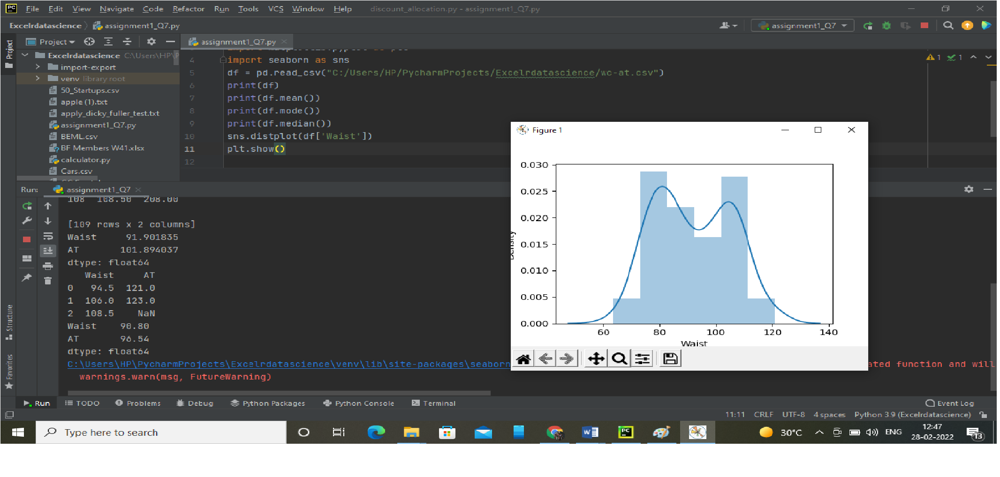 PC File Edit View Navigate Code Refactor Run Tools VCS Window Help discount_allocation.py - assignment1_Q7.py
Excelrdatascience assignment1_Q7.py assignment1_Q7
Project Project assignment1_Q7.py
Excelrdatascience C:\Users\HP\P
import-export
venv library root
50_Startups.csv
apple (1).txt
apply_dicky_fuller_test.txt
assignment1_Q7.py
BEML.csv
BF Members W41.xlsx
calculator.py
Cars.csv
1 1
4 import seaborn as sns
5 df = pd.read_csv("C:/Users/HP/PycharmProjects/Excelrdatascience/wc-at.csv")
6 print(df)
7 print(df.mean())
8 print(df.mode())
9 print(df.median())
10 sns.distplot(df['Waist'])
11 plt.show()
12
Run: assignment1_Q7
108 108.50 208.00
[109 rows x 2 columns]
Waist 91.901835
AT 101.894037
dtype: float64
Waist AT
0 94.5 121.0
1 106.0 123.0
2 108.5 NaN
Waist 90.80
AT 96.54
dtype: float64
C:\Users\HP\PycharmProjects\Excelrdatascience\venv\lib\site-packages\seaborn ated function and will
warnings.warn(msg, FutureWarning)
Figure 1
0.030
0.025
0.020
0.015
0.010
0.005
0.000
Density
60 80 100 120 140
Waist
Structure
Favorites
Run TODO Problems Debug Python Packages Python Console Terminal Event Log
11:11 CRLF UTF-8 4 spaces Python 3.9 (Excelrdatascience)
Type here to search
PC
30°C ENG
12:47
28-02-2022
13